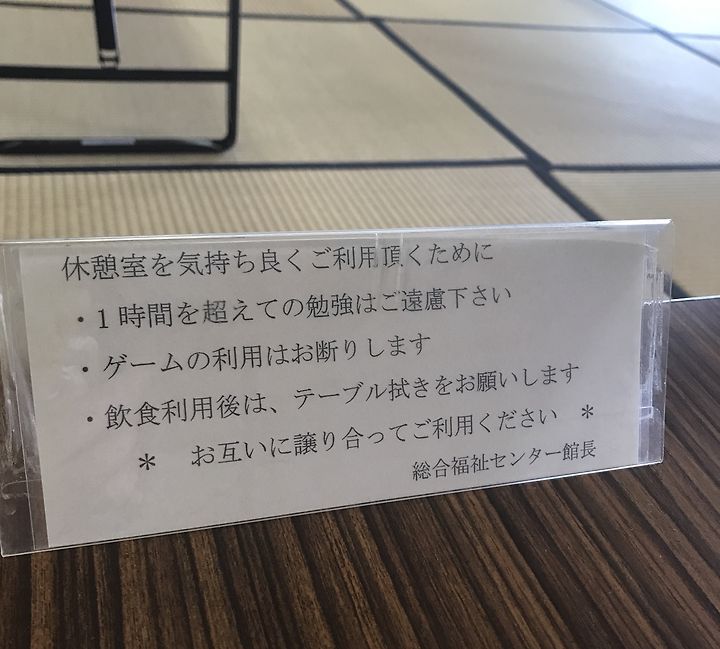 休憩室を気持ち良くご利用頂くために
・1時間を超えての勉強はご遠慮下さい
・ゲームの利用はお断りします
・飲食利用後は、テーブル拭きをお願いします
＊　お互いに譲り合ってご利用ください　＊
総合福祉センター館長